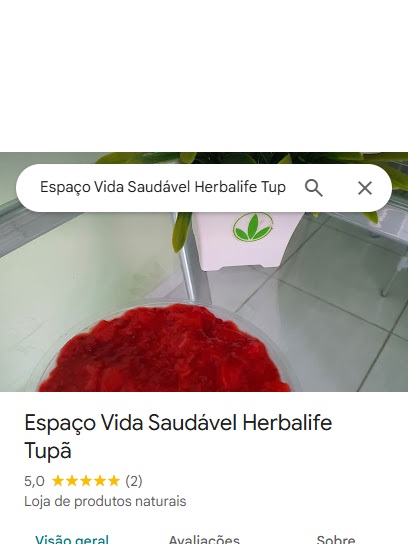 Espaço Vida Saudável Herbalife Tup
Espaço Vida Saudável Herbalife
Tupã
5,0 ★★★★★ (2)
Loja de produtos naturais
Visão geral Avaliações Sobre